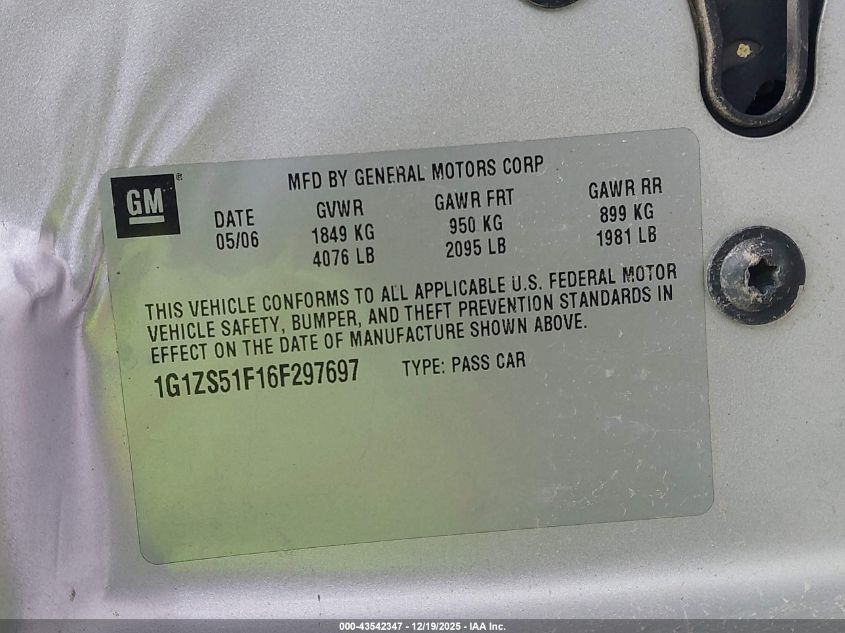 GM
®
MFD BY GENERAL MOTORS CORP
DATE GVWR GAWR FRT GAWR RR
05/06 1849 KG 950 KG 899 KG
4076 LB 2095 LB 1981 LB
THIS VEHICLE CONFORMS TO ALL APPLICABLE U.S. FEDERAL MOTOR
VEHICLE SAFETY, BUMPER, AND THEFT PREVENTION STANDARDS IN
EFFECT ON THE DATE OF MANUFACTURE SHOWN ABOVE.
1G1ZS51F16F297697 TYPE: PASS CAR
000-43542347 - 12/19/2025 - IAA Inc.